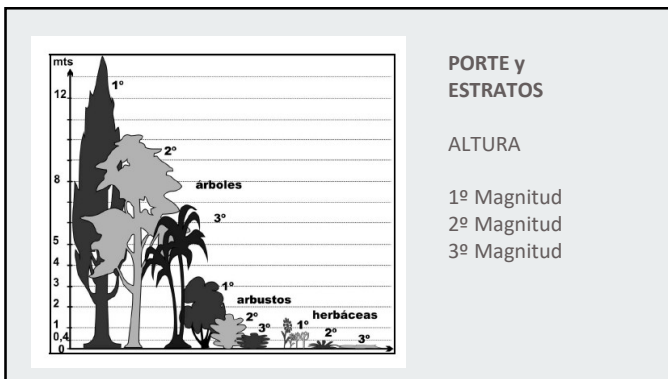 mts
12
8
5
4
3
2
1
0,4
0
1º
2º
árboles
3º
1º
arbustos
2º
3º
herbáceas
1º
2º
3º
PORTE y
ESTRATOS
ALTURA
1º Magnitud
2º Magnitud
3º Magnitud